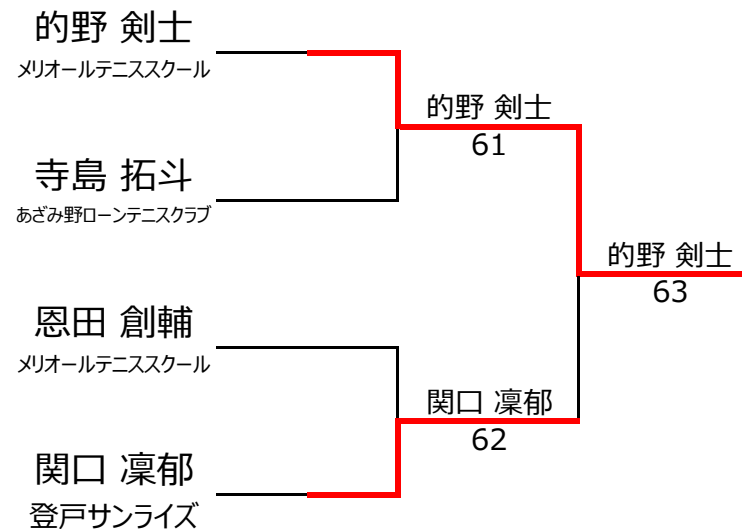 的野 剣士
メリオールテニススクール
的野 剣士
61
寺島 拓斗
あざみ野ローンテニスクラブ
的野 剣士
63
恩田 創輔
メリオールテニススクール
関口 凜郁
62
関口 凜郁
登戸サンライズ